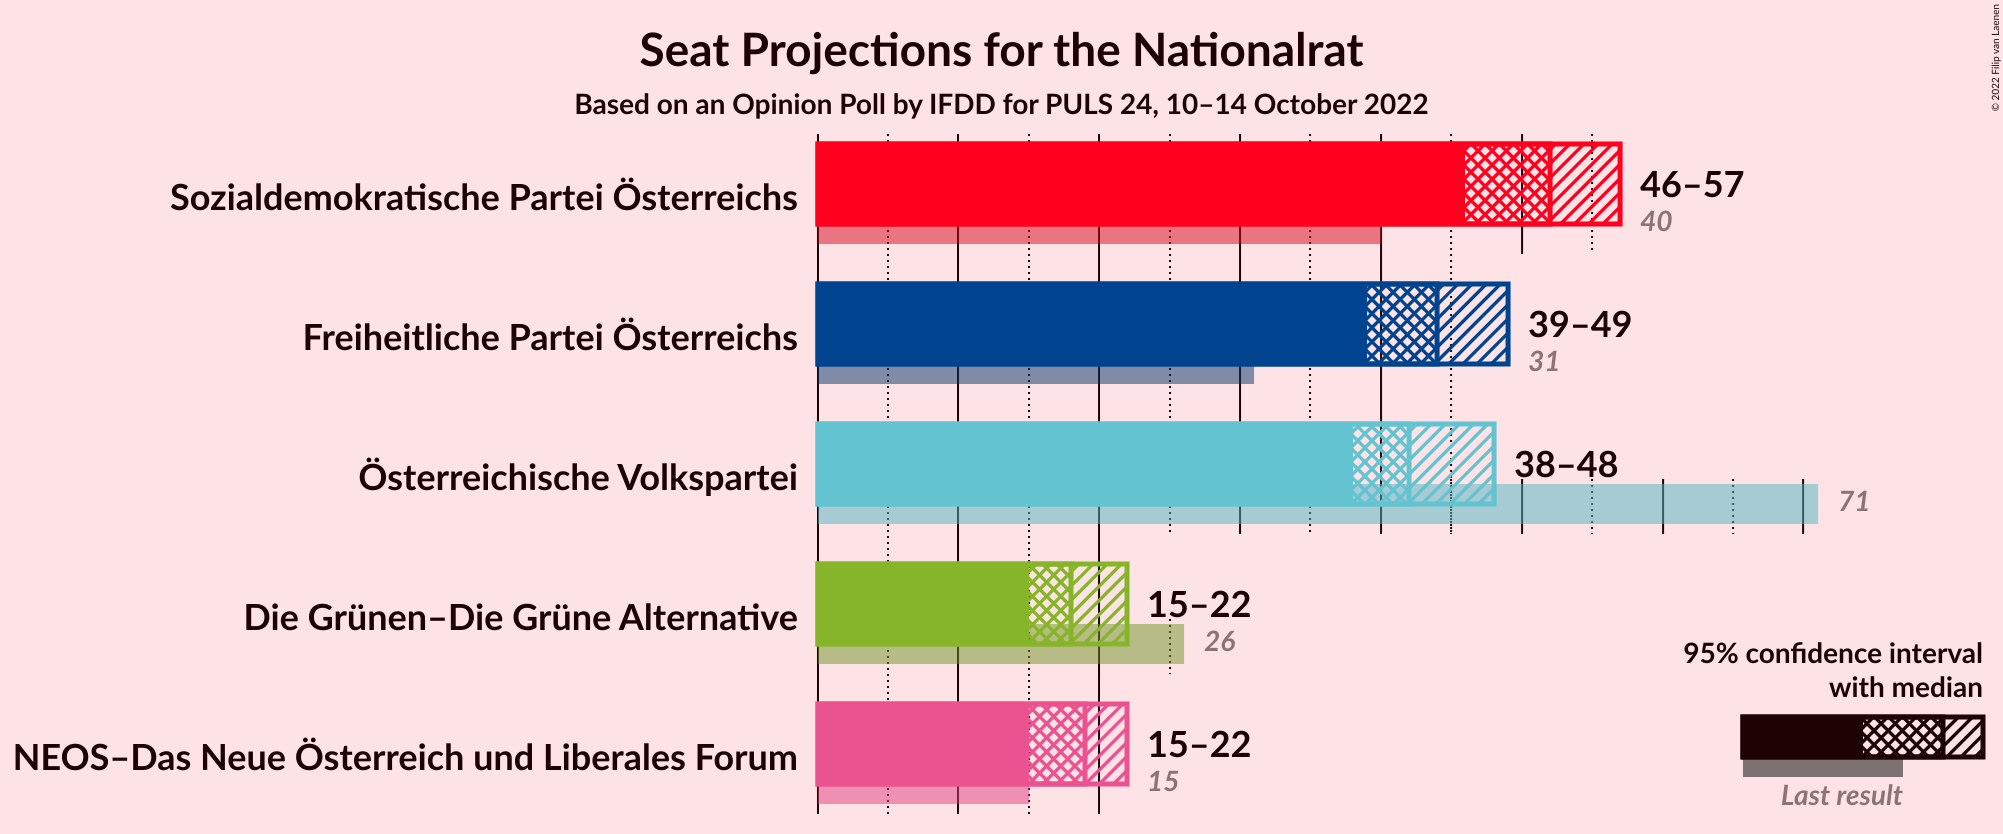 Seat Projections for the Nationalrat
Based on an Opinion Poll by IFDD for PULS 24, 10–14 October 2022
© 2022 Filip van Laenen
Sozialdemokratische Partei Österreichs
46–57
40
Freiheitliche Partei Österreichs
39–49
31
Österreichische Volkspartei
38–48
71
Die Grünen–Die Grüne Alternative
15–22
26
NEOS–Das Neue Österreich und Liberales Forum
15–22
15
95% confidence interval
with median
Last result